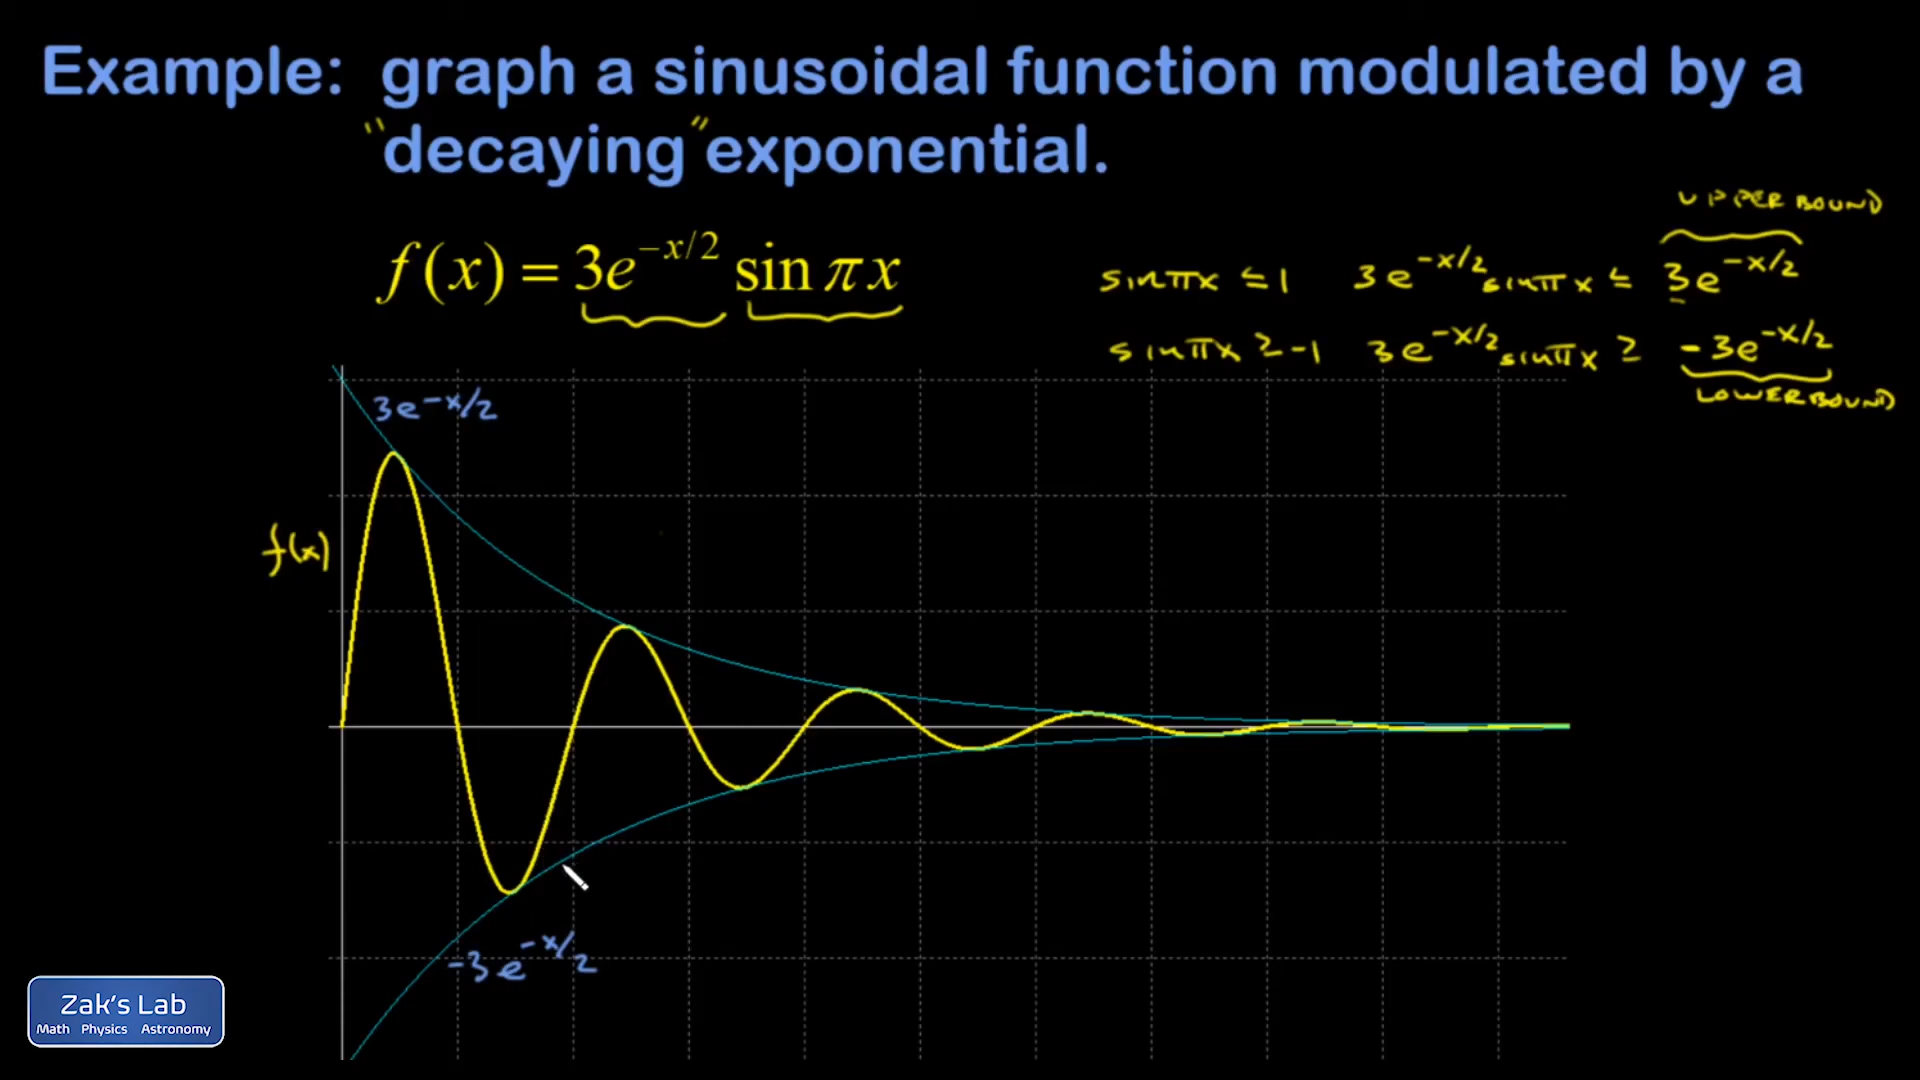 Example: graph a sinusoidal function modulated by a
"decaying" exponential.
UPPER BOUND
f(x) = 3e^{-x/2} sin πx
sin πx ≤ 1 3e^{-x/2} sin πx ≤ 3e^{-x/2}
sin πx ≥ -1 3e^{-x/2} sin πx ≥ -3e^{-x/2}
LOWER BOUND
3e^{-x/2}
f(x)
-3e^{-x/2}
Zak's Lab
Math Physics Astronomy